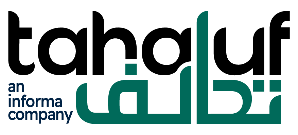 tahaluf
تحالف
an
informa
company